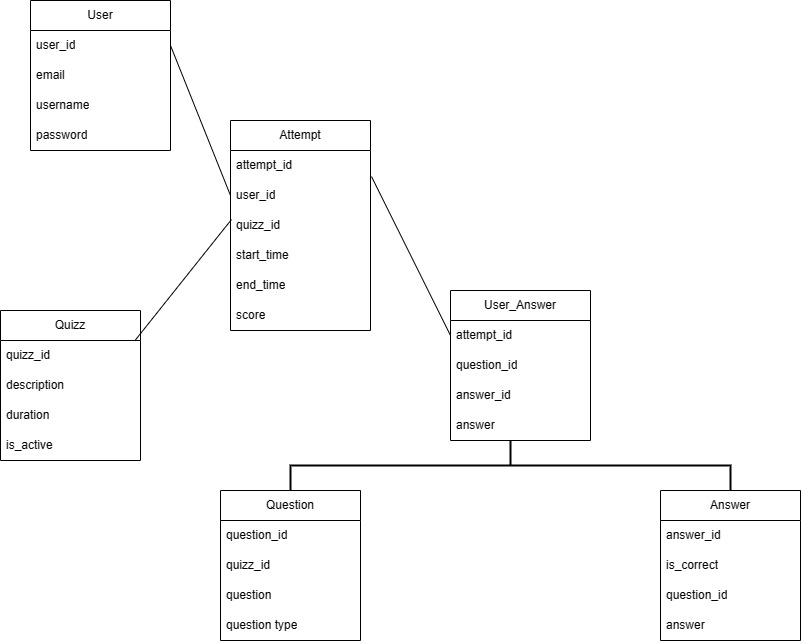 User
user_id
email
username
password
Attempt
attempt_id
user_id
quizz_id
start_time
end_time
score
Quizz
quizz_id
description
duration
is_active
User_Answer
attempt_id
question_id
answer_id
answer
Question
question_id
quizz_id
question
question type
Answer
answer_id
is_correct
question_id
answer